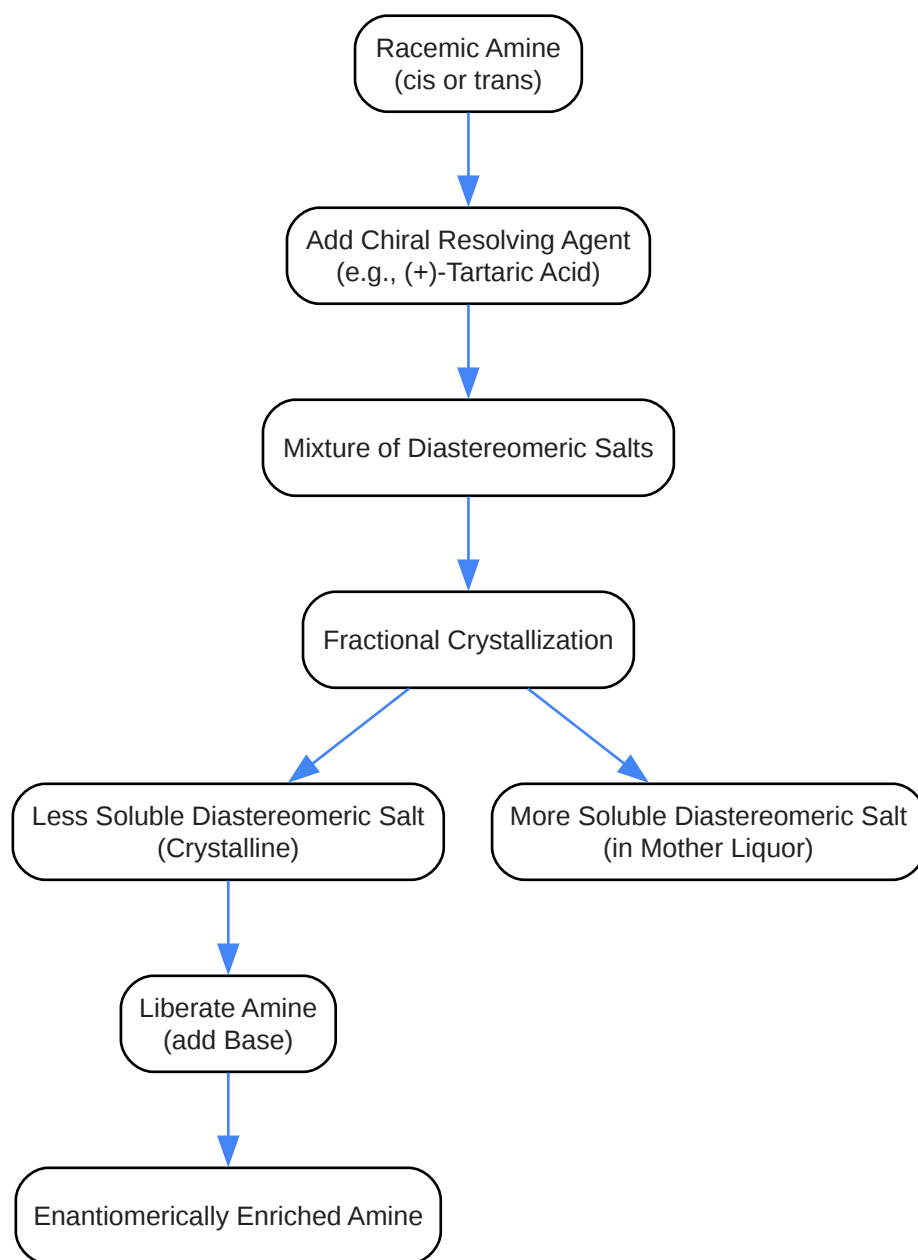 Racemic Amine
(cis or trans)
Add Chiral Resolving Agent
(e.g., (+)-Tartaric Acid)
Mixture of Diastereomeric Salts
Fractional Crystallization
Less Soluble Diastereomeric Salt
(Crystalline)
More Soluble Diastereomeric Salt
(in Mother Liquor)
Liberate Amine
(add Base)
Enantiomerically Enriched Amine